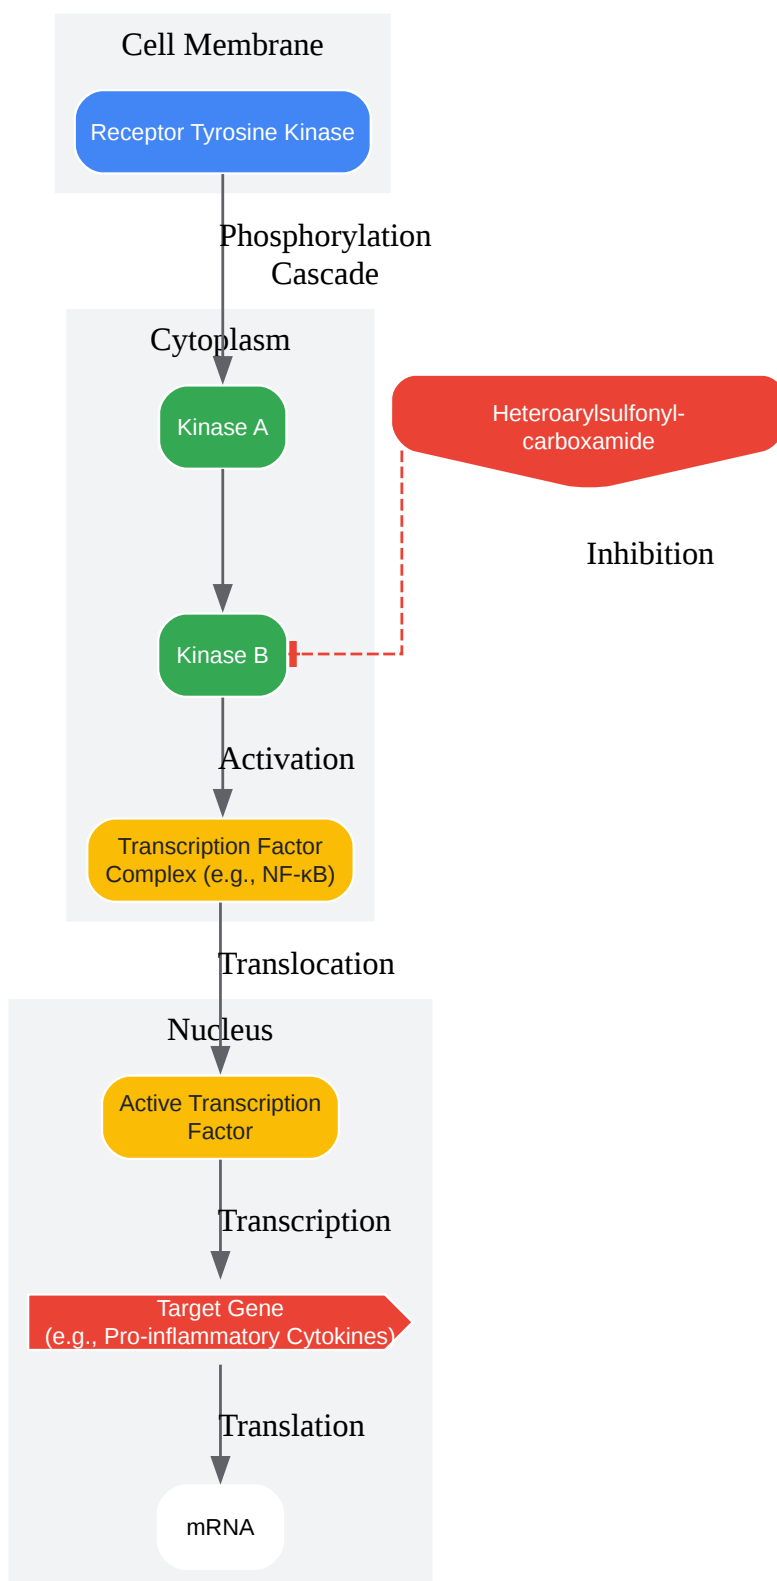 Cell Membrane
Receptor Tyrosine Kinase
Phosphorylation
Cascade
Cytoplasm
Kinase A
Heteroarylsulfonyl-
carboxamide
Inhibition
Kinase B
Activation
Transcription Factor
Complex (e.g., NF-κB)
Translocation
Nucleus
Active Transcription
Factor
Transcription
Target Gene
(e.g., Pro-inflammatory Cytokines)
Translation
mRNA